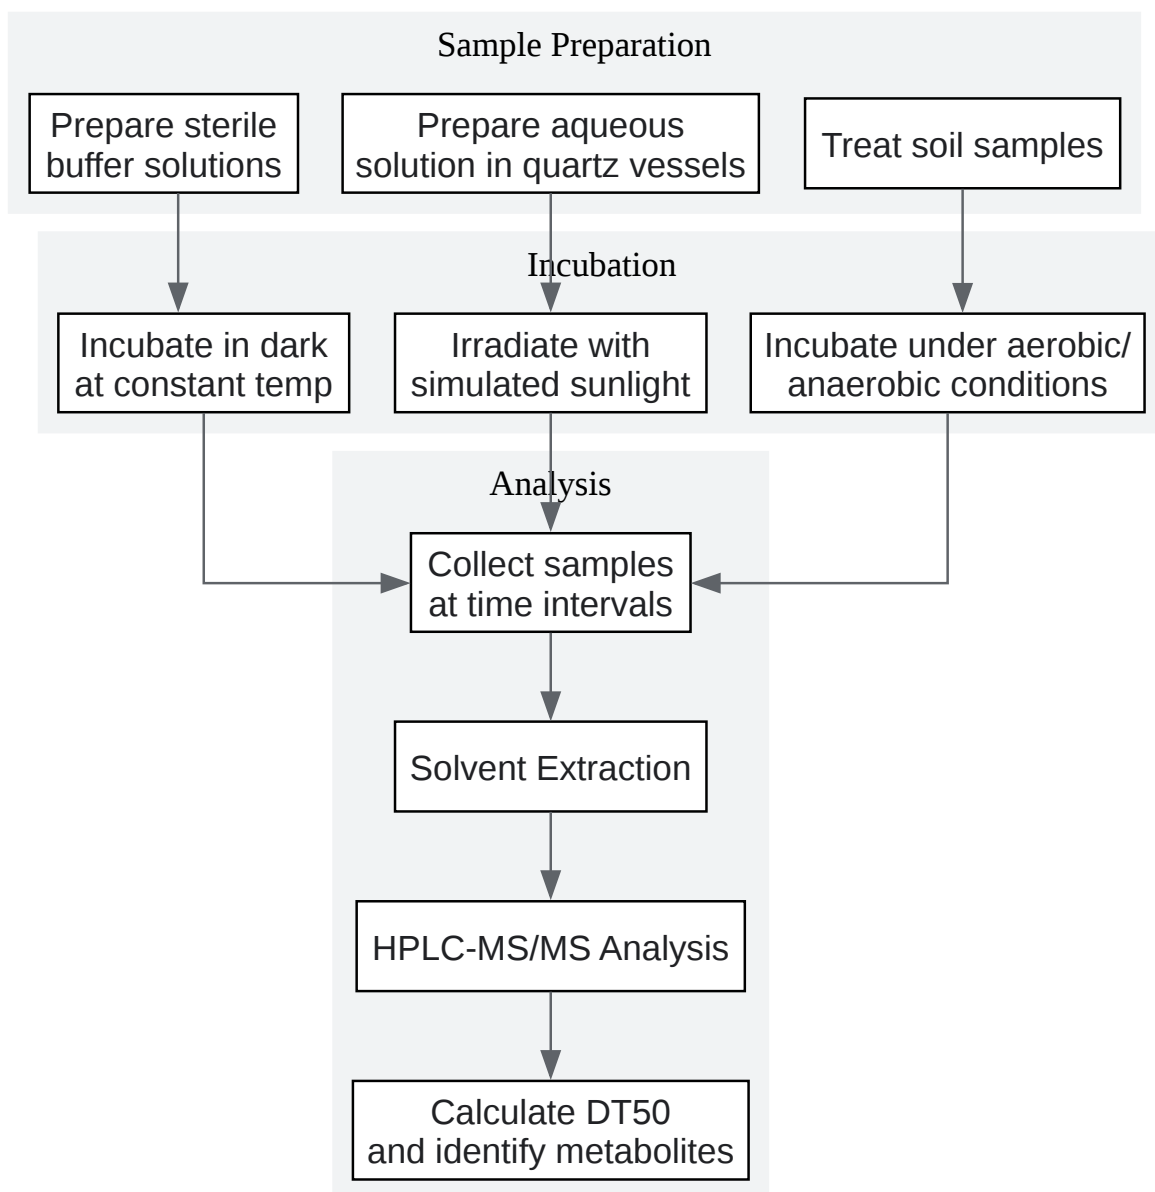 Sample Preparation
Prepare sterile
buffer solutions
Prepare aqueous
solution in quartz vessels
Treat soil samples
Incubation
Incubate in dark
at constant temp
Irradiate with
simulated sunlight
Incubate under aerobic/
anaerobic conditions
Analysis
Collect samples
at time intervals
Solvent Extraction
HPLC-MS/MS Analysis
Calculate DT50
and identify metabolites